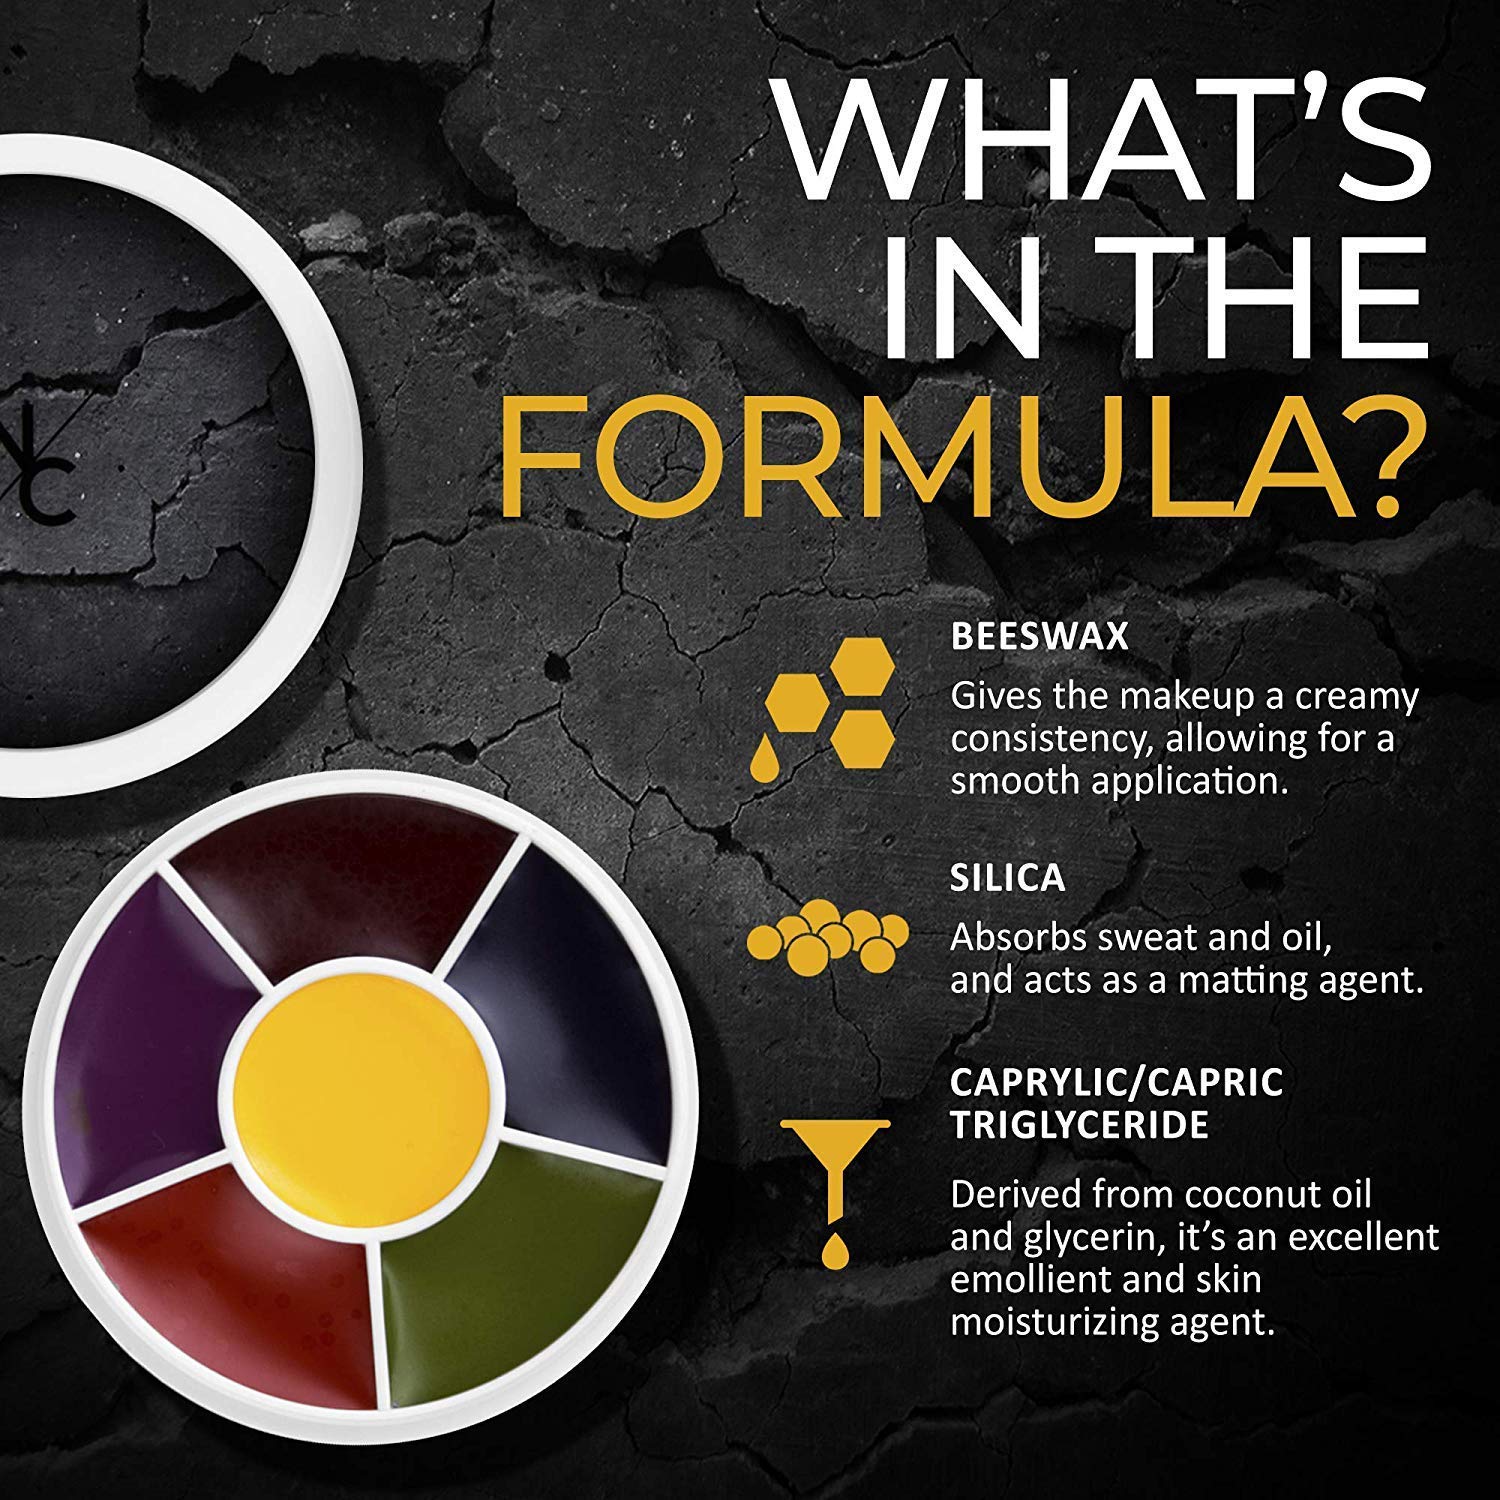 WHAT'S
IN THE
FORMULA?
BEESWAX
Gives the makeup a creamy
consistency, allowing for a
smooth application.
SILICA
Absorbs sweat and oil,
and acts as a matting agent.
CAPRYLIC/CAPRIC
TRIGLYCERIDE
Derived from coconut oil
and glycerin, it's an excellent
emollient and skin
moisturizing agent.